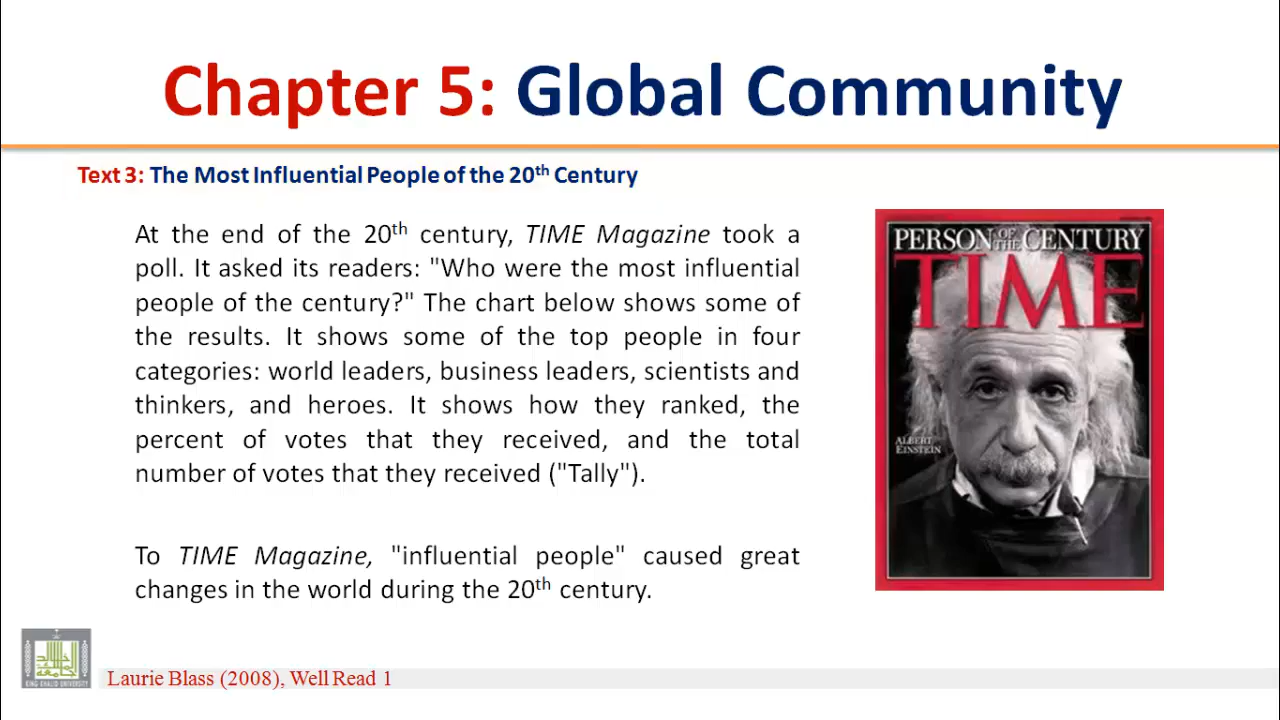 Chapter 5: Global Community
Text 3: The Most Influential People of the 20th Century
At the end of the 20th century, TIME Magazine took a
poll. It asked its readers: "Who were the most influential
people of the century?" The chart below shows some of
the results. It shows some of the top people in four
categories: world leaders, business leaders, scientists and
thinkers, and heroes. It shows how they ranked, the
percent of votes that they received, and the total
number of votes that they received ("Tally").
To TIME Magazine, "influential people" caused great
changes in the world during the 20th century.
PERSON OF THE CENTURY
TIME
ALBERT
EINSTEIN
KING KHALID UNIVERSITY
Laurie Blass (2008), Well Read 1